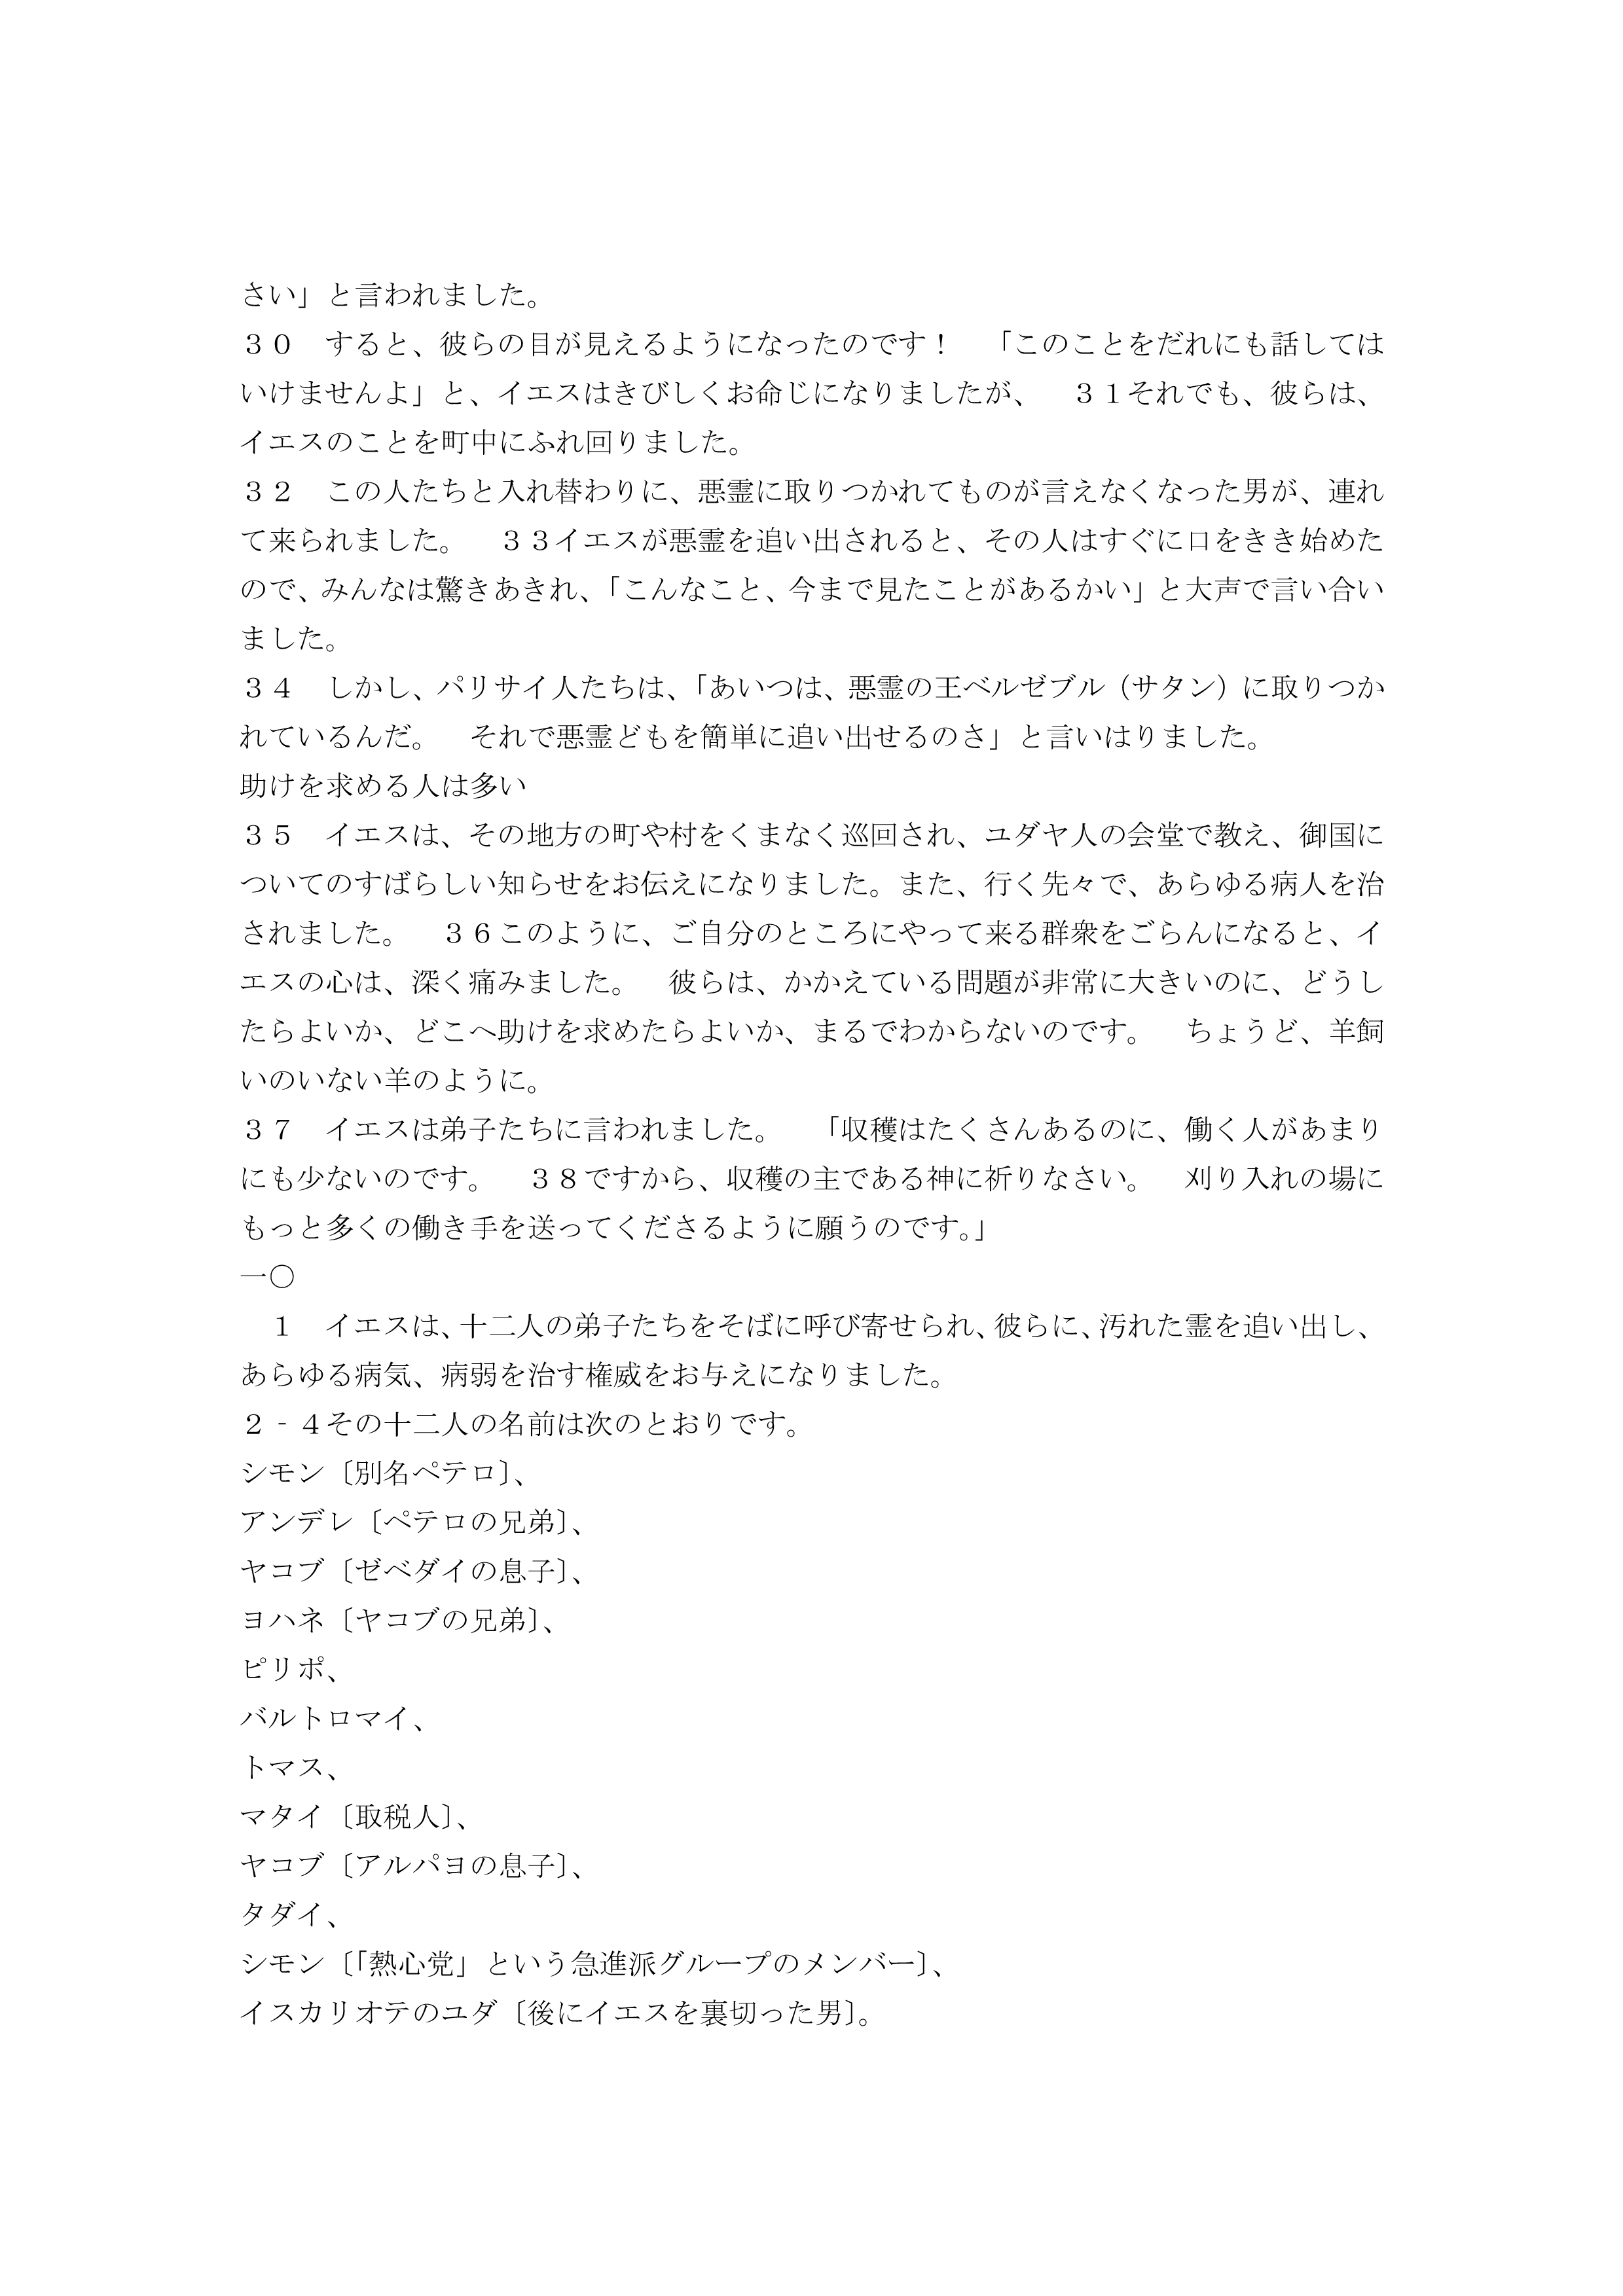 さい」と言われました。
３０　すると、彼らの目が見えるようになったのです！　「このことをだれにも話しては
いけませんよ」と、イエスはきびしくお命じになりましたが、　３１それでも、彼らは、
イエスのことを町中にふれ回りました。
３２　この人たちと入れ替わりに、悪霊に取りつかれてものが言えなくなった男が、連れ
て来られました。　３３イエスが悪霊を追い出されると、その人はすぐに口をきき始めた
ので、みんなは驚きあきれ、「こんなこと、今まで見たことがあるかい」と大声で言い合い
ました。
３４　しかし、パリサイ人たちは、「あいつは、悪霊の王ベルゼブル（サタン）に取りつか
れているんだ。　それで悪霊どもを簡単に追い出せるのさ」と言いはりました。
助けを求める人は多い
３５　イエスは、その地方の町や村をくまなく巡回され、ユダヤ人の会堂で教え、御国に
ついてのすばらしい知らせをお伝えになりました。また、行く先々で、あらゆる病人を治
されました。　３６このように、ご自分のところにやって来る群衆をごらんになると、イ
エスの心は、深く痛みました。　彼らは、かかえている問題が非常に大きいのに、どうし
たらよいか、どこへ助けを求めたらよいか、まるでわからないのです。　ちょうど、羊飼
いのいない羊のように。
３７　イエスは弟子たちに言われました。　「収穫はたくさんあるのに、働く人があまり
にも少ないのです。　３８ですから、収穫の主である神に祈りなさい。　刈り入れの場に
もっと多くの働き手を送ってくださるように願うのです。」
一〇
　１　イエスは、十二人の弟子たちをそばに呼び寄せられ、彼らに、汚れた霊を追い出し、
あらゆる病気、病弱を治す権威をお与えになりました。
２‐４その十二人の名前は次のとおりです。
シモン〔別名ペテロ〕、
アンデレ〔ペテロの兄弟〕、
ヤコブ〔ゼベダイの息子〕、
ヨハネ〔ヤコブの兄弟〕、
ピリポ、
バルトロマイ、
トマス、
マタイ〔取税人〕、
ヤコブ〔アルパヨの息子〕、
タダイ、
シモン〔「熱心党」という急進派グループのメンバー〕、
イスカリオテのユダ〔後にイエスを裏切った男〕。